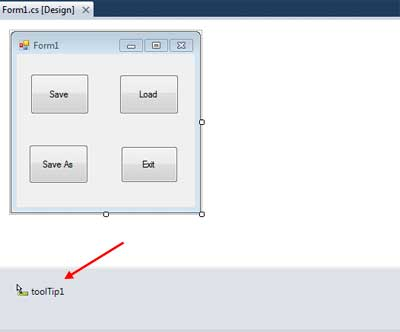 Form1.cs [Design]
Form1
Save Load
Save As Exit
toolTip1